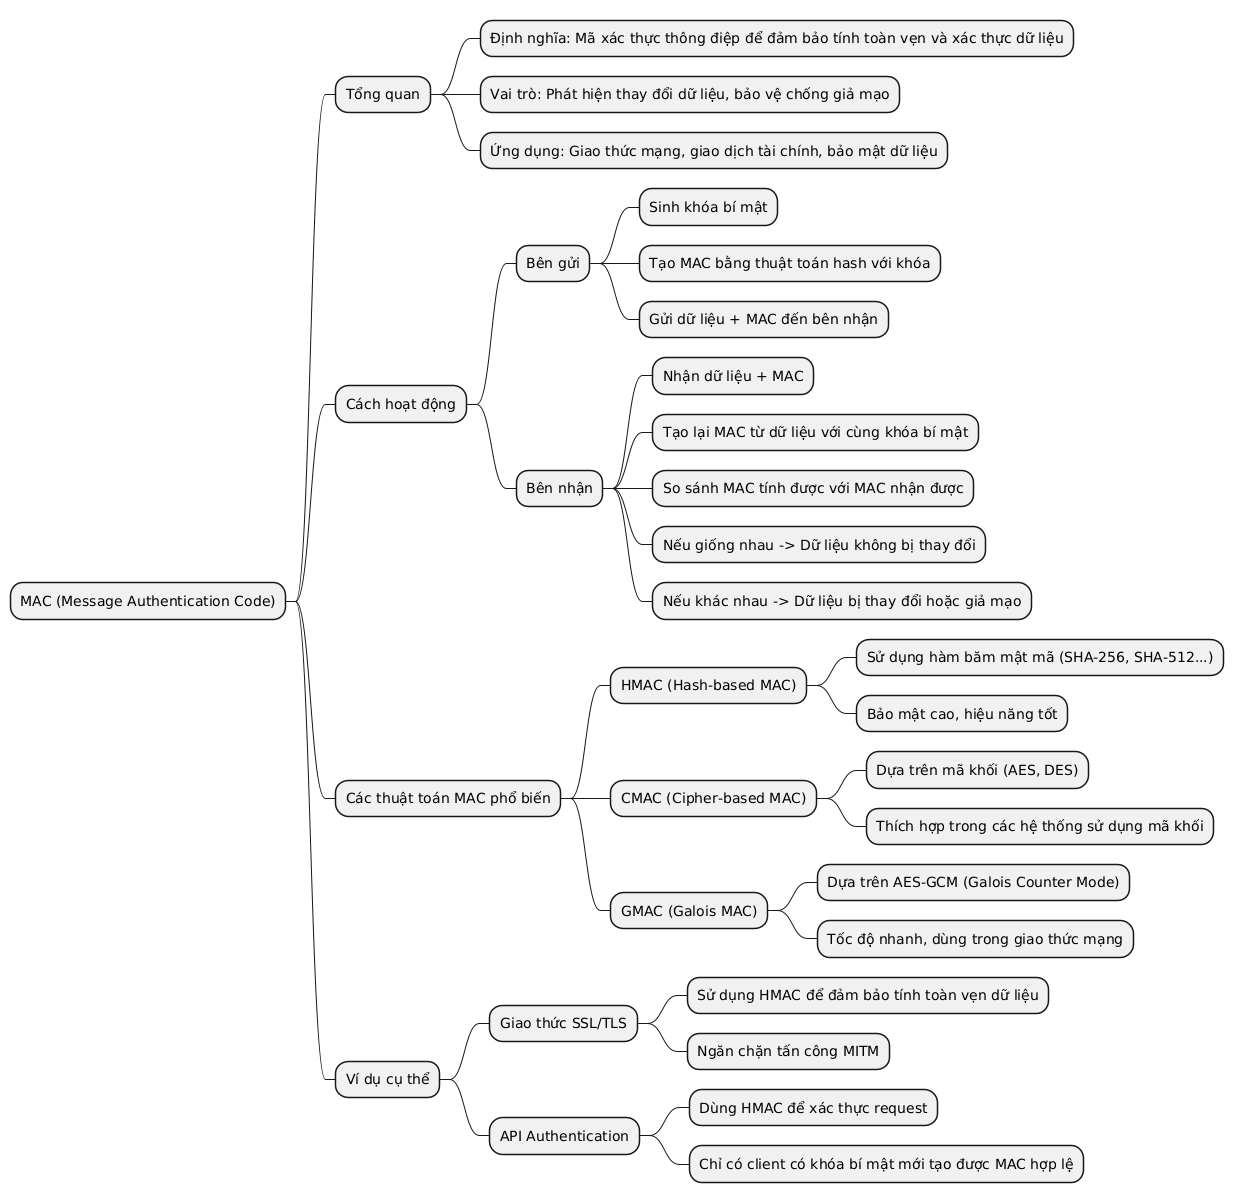 MAC (Message Authentication Code)
Tổng quan
Định nghĩa: Mã xác thực thông điệp để đảm bảo tính toàn vẹn và xác thực dữ liệu
Vai trò: Phát hiện thay đổi dữ liệu, bảo vệ chống giả mạo
Ứng dụng: Giao thức mạng, giao dịch tài chính, bảo mật dữ liệu
Cách hoạt động
Bên gửi
Sinh khóa bí mật
Tạo MAC bằng thuật toán hash với khóa
Gửi dữ liệu + MAC đến bên nhận
Bên nhận
Nhận dữ liệu + MAC
Tạo lại MAC từ dữ liệu với cùng khóa bí mật
So sánh MAC tính được với MAC nhận được
Nếu giống nhau -> Dữ liệu không bị thay đổi
Nếu khác nhau -> Dữ liệu bị thay đổi hoặc giả mạo
Các thuật toán MAC phổ biến
HMAC (Hash-based MAC)
Sử dụng hàm băm mật mã (SHA-256, SHA-512...)
Bảo mật cao, hiệu năng tốt
CMAC (Cipher-based MAC)
Dựa trên mã khối (AES, DES)
Thích hợp trong các hệ thống sử dụng mã khối
GMAC (Galois MAC)
Dựa trên AES-GCM (Galois Counter Mode)
Tốc độ nhanh, dùng trong giao thức mạng
Ví dụ cụ thể
Giao thức SSL/TLS
Sử dụng HMAC để đảm bảo tính toàn vẹn dữ liệu
Ngăn chặn tấn công MITM
API Authentication
Dùng HMAC để xác thực request
Chỉ có client có khóa bí mật mới tạo được MAC hợp lệ